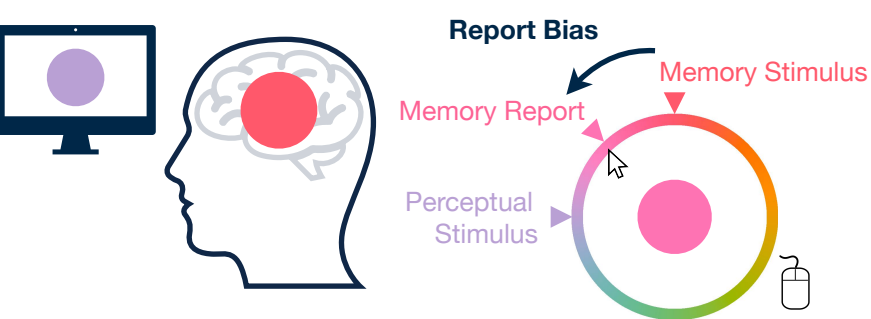 Report Bias
Memory Stimulus
Memory Report
Perceptual
Stimulus